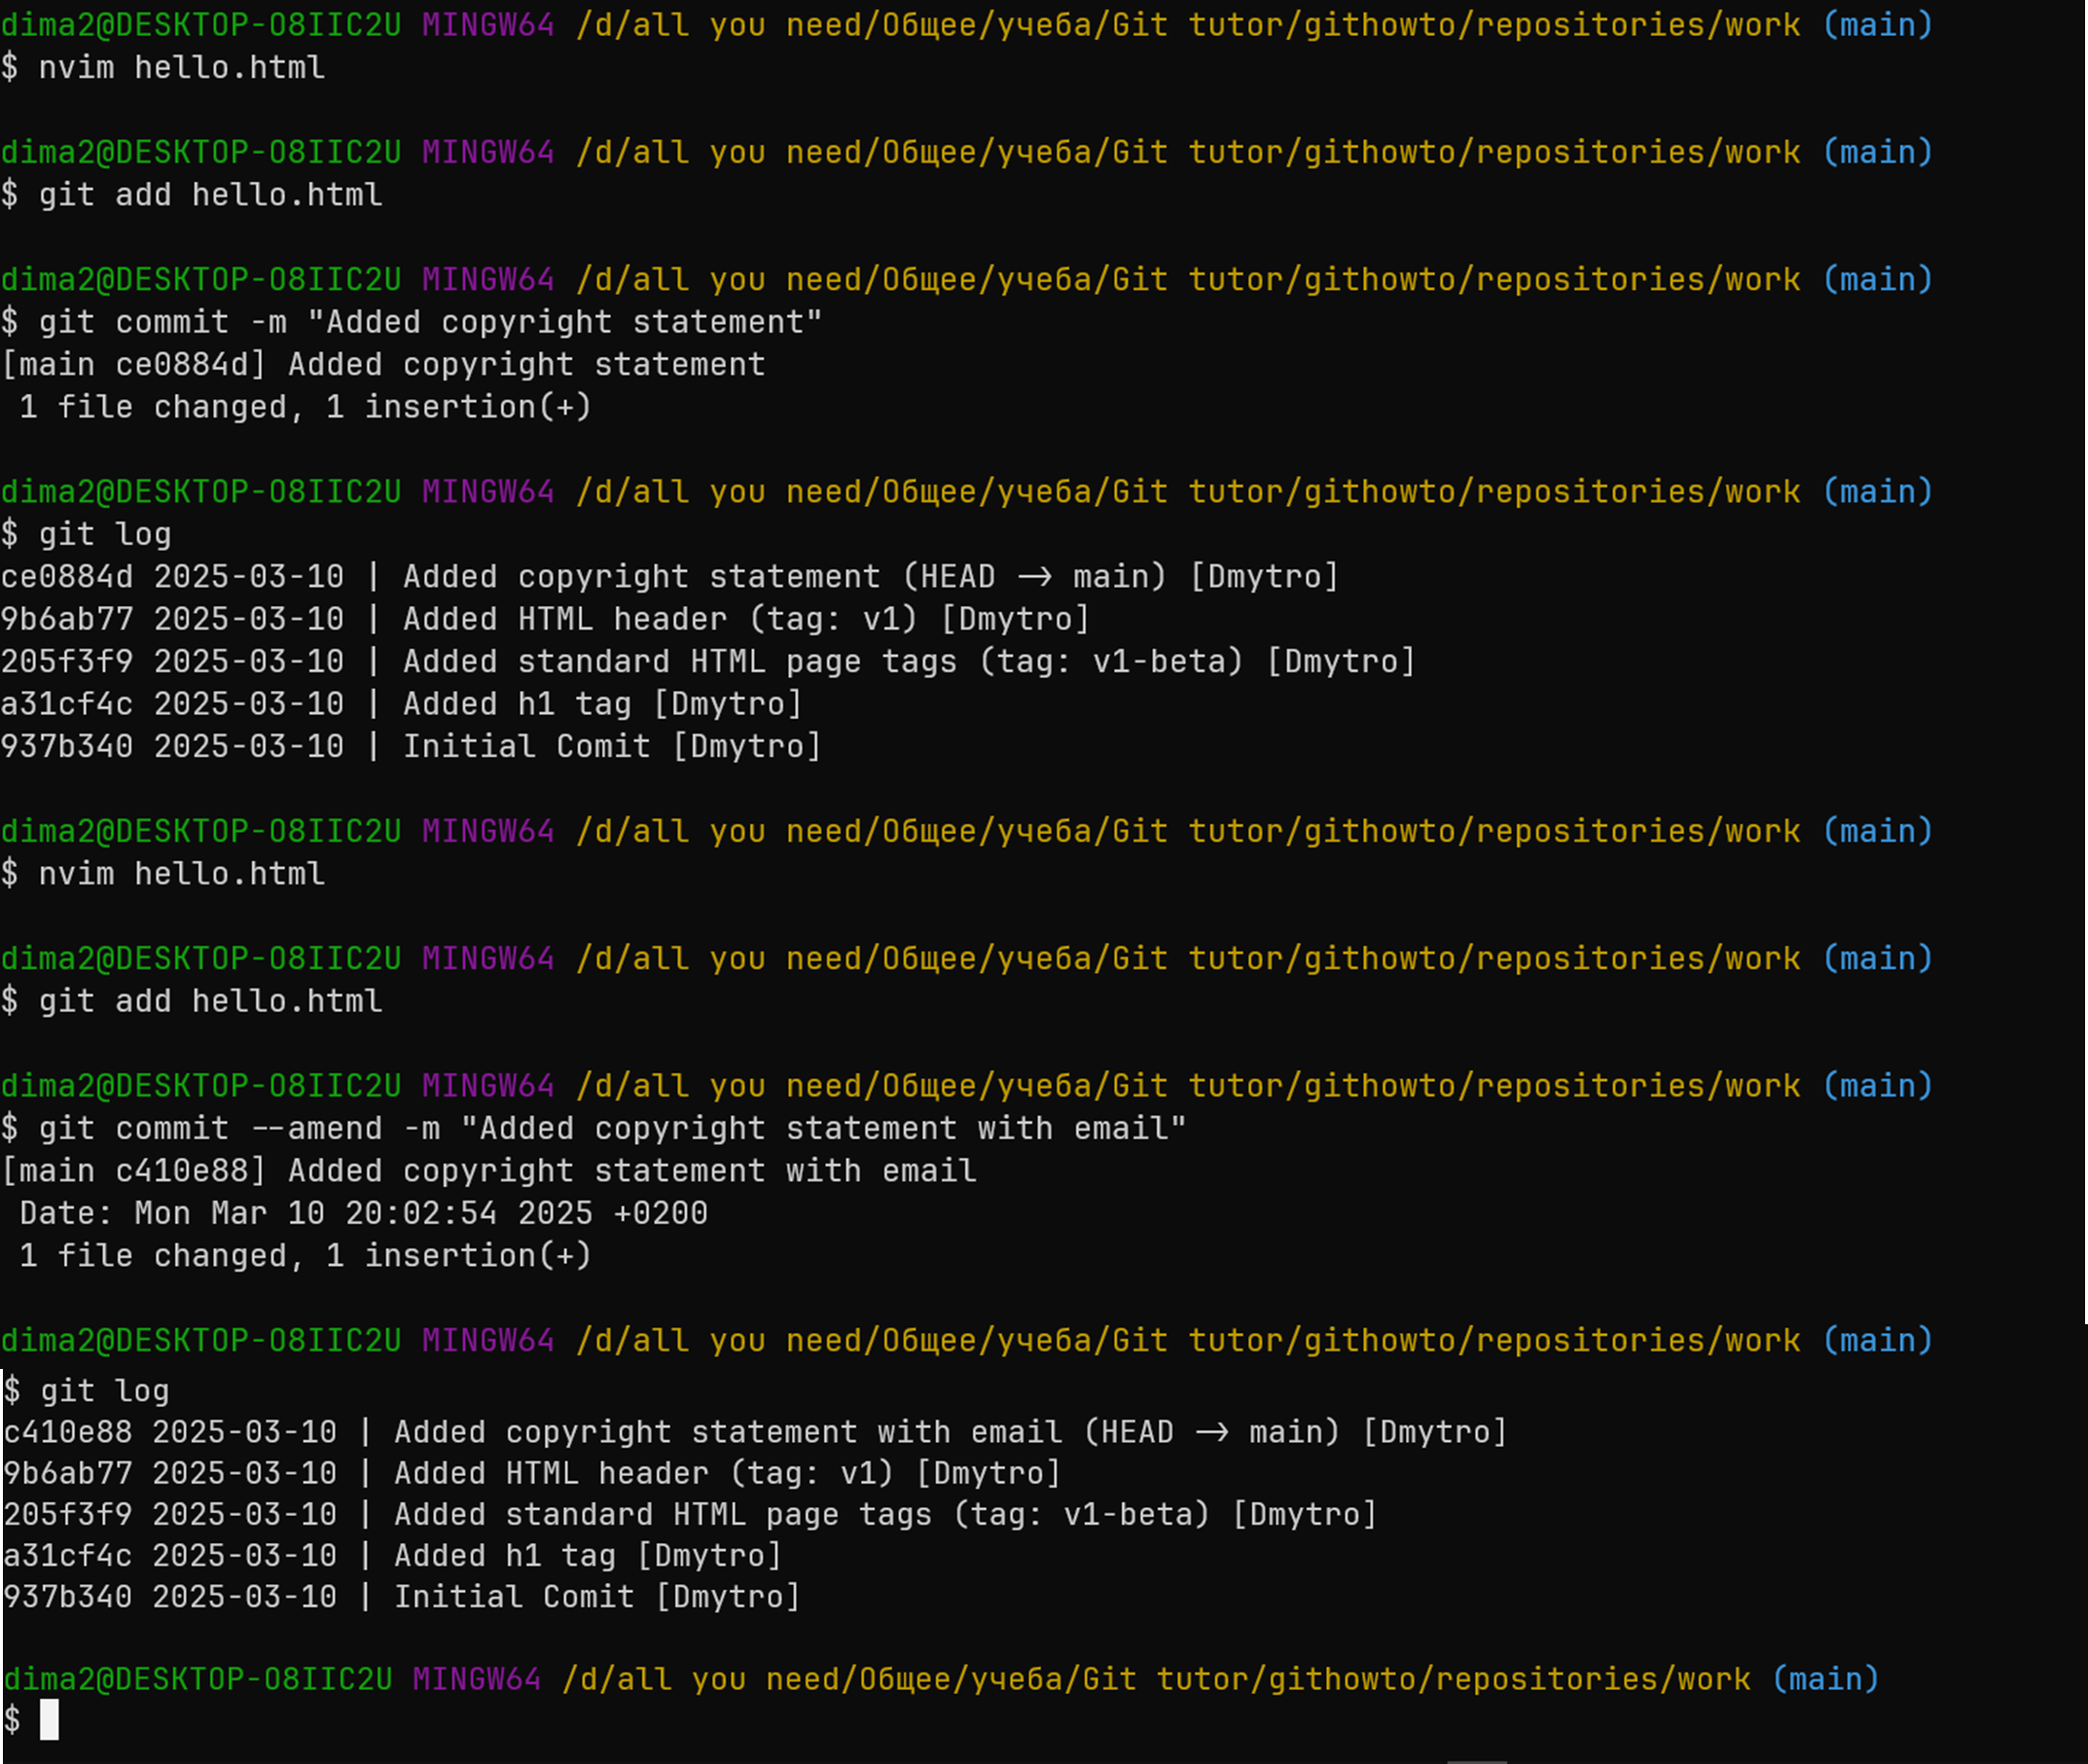 dima2@DESKTOP-O8IIC2U MINGW64 /d/all you need/Общее/учеба/Git tutor/githowto/repositories/work (main)
$ nvim hello.html
dima2@DESKTOP-O8IIC2U MINGW64 /d/all you need/Общее/учеба/Git tutor/githowto/repositories/work (main)
$ git add hello.html
dima2@DESKTOP-O8IIC2U MINGW64 /d/all you need/Общее/учеба/Git tutor/githowto/repositories/work (main)
$ git commit -m "Added copyright statement"
[main ce0884d] Added copyright statement
 1 file changed, 1 insertion(+)
dima2@DESKTOP-O8IIC2U MINGW64 /d/all you need/Общее/учеба/Git tutor/githowto/repositories/work (main)
$ git log
ce0884d 2025-03-10 | Added copyright statement (HEAD -> main) [Dmytro]
9b6ab77 2025-03-10 | Added HTML header (tag: v1) [Dmytro]
205f3f9 2025-03-10 | Added standard HTML page tags (tag: v1-beta) [Dmytro]
a31cf4c 2025-03-10 | Added h1 tag [Dmytro]
937b340 2025-03-10 | Initial Comit [Dmytro]
dima2@DESKTOP-O8IIC2U MINGW64 /d/all you need/Общее/учеба/Git tutor/githowto/repositories/work (main)
$ nvim hello.html
dima2@DESKTOP-O8IIC2U MINGW64 /d/all you need/Общее/учеба/Git tutor/githowto/repositories/work (main)
$ git add hello.html
dima2@DESKTOP-O8IIC2U MINGW64 /d/all you need/Общее/учеба/Git tutor/githowto/repositories/work (main)
$ git commit --amend -m "Added copyright statement with email"
[main c410e88] Added copyright statement with email
 Date: Mon Mar 10 20:02:54 2025 +0200
 1 file changed, 1 insertion(+)
dima2@DESKTOP-O8IIC2U MINGW64 /d/all you need/Общее/учеба/Git tutor/githowto/repositories/work (main)
$ git log
c410e88 2025-03-10 | Added copyright statement with email (HEAD -> main) [Dmytro]
9b6ab77 2025-03-10 | Added HTML header (tag: v1) [Dmytro]
205f3f9 2025-03-10 | Added standard HTML page tags (tag: v1-beta) [Dmytro]
a31cf4c 2025-03-10 | Added h1 tag [Dmytro]
937b340 2025-03-10 | Initial Comit [Dmytro]
dima2@DESKTOP-O8IIC2U MINGW64 /d/all you need/Общее/учеба/Git tutor/githowto/repositories/work (main)
$